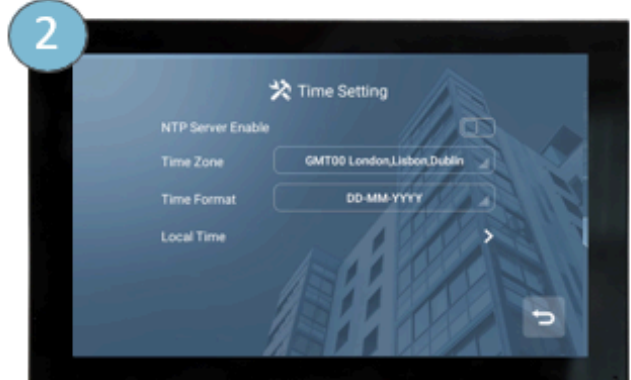 2
Time Setting
NTP Server Enable
Time Zone
GMT00 London,Lisbon,Dublin
Time Format
DD-MM-YYYY
Local Time